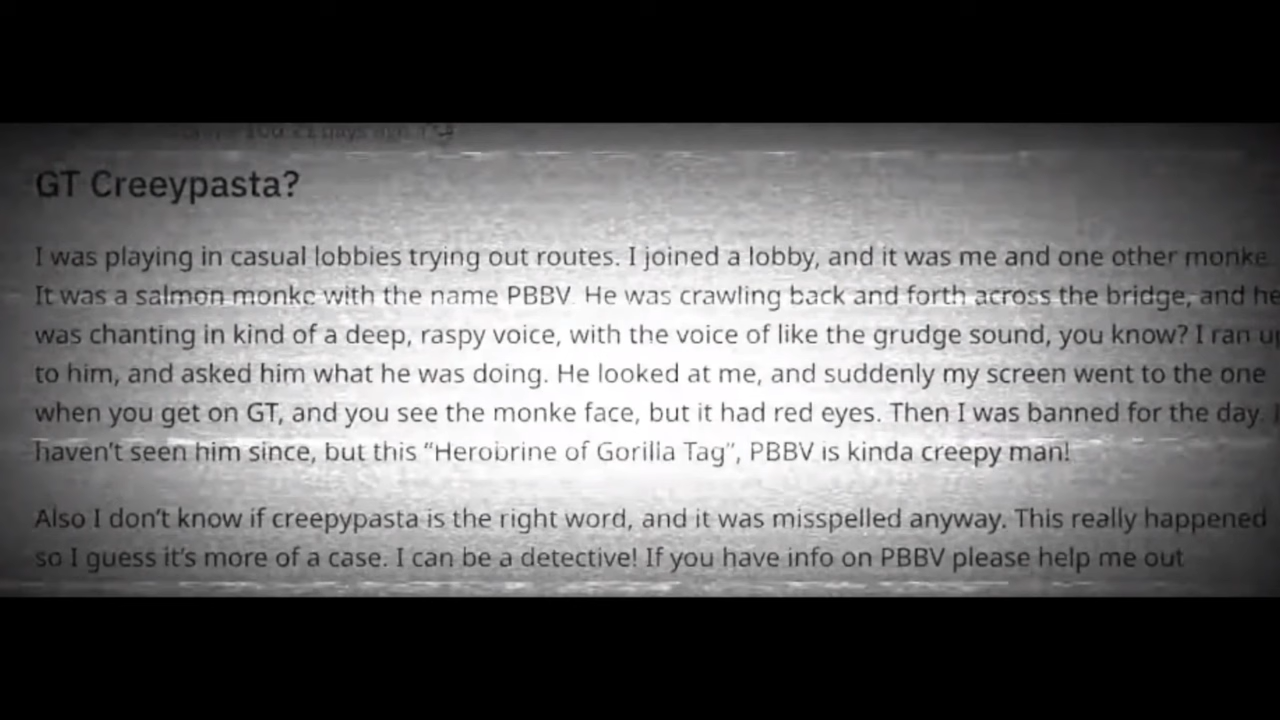 GT Creeypasta?
I was playing in casual lobbies trying out routes. I joined a lobby, and it was me and one other monke.
It was a salmon monke with the name PBBV. He was crawling back and forth across the bridge, and he
was chanting in kind of a deep, raspy voice, with the voice of like the grudge sound, you know? I ran up
to him, and asked him what he was doing. He looked at me, and suddenly my screen went to the one
when you get on GT, and you see the monke face, but it had red eyes. Then I was banned for the day. I
haven't seen him since, but this “Herobrine of Gorilla Tag”, PBBV is kinda creepy man!
Also I don't know if creepypasta is the right word, and it was misspelled anyway. This really happened
so I guess it's more of a case. I can be a detective! If you have info on PBBV please help me out